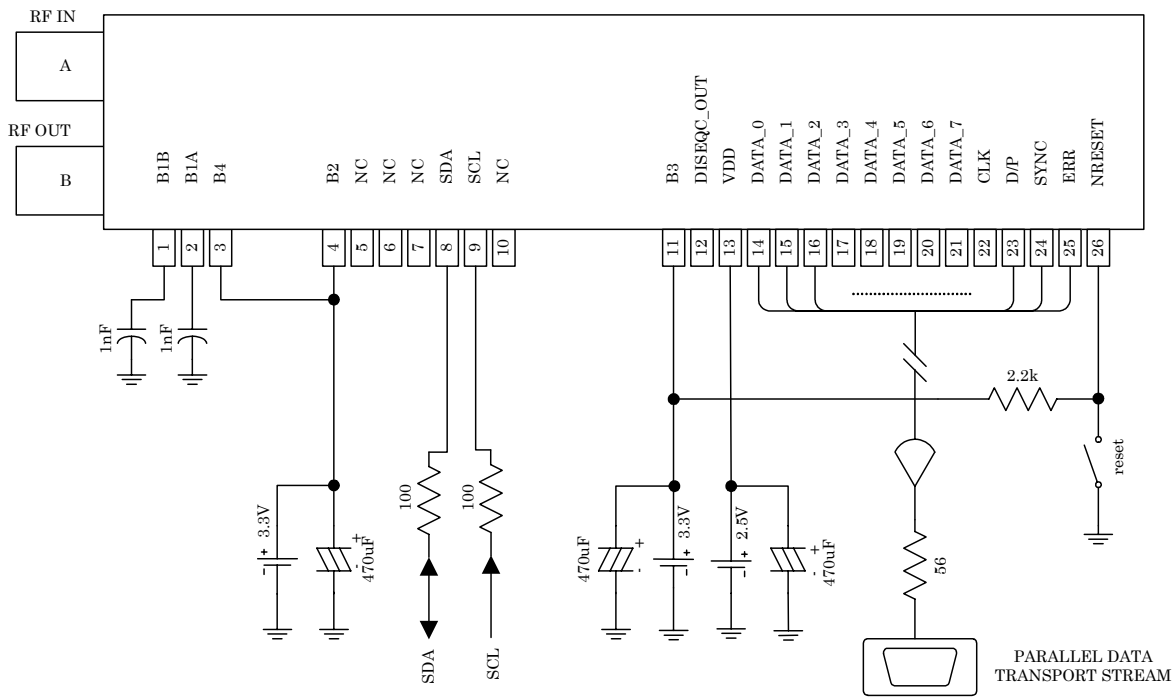 RF IN
A
RF OUT
B
B1B
B1A
B4
B2
NC
NC
NC
SDA
SCL
NC
B3
DISEQC_OUT
VDD
DATA_0
DATA_1
DATA_2
DATA_3
DATA_4
DATA_5
DATA_6
DATA_7
CLK
D/P
SYNC
ERR
NRESET
1
2
3
4
5
6
7
8
9
10
11
12
13
14
15
16
17
18
19
20
21
22
23
24
25
26
1nF
1nF
2.2k
reset
- + 3.3V
+
-
470uF
100
100
470uF
+
-
- + 3.3V
- + 2.5V
+
-
470uF
56
SDA
SCL
PARALLEL DATA
TRANSPORT STREAM